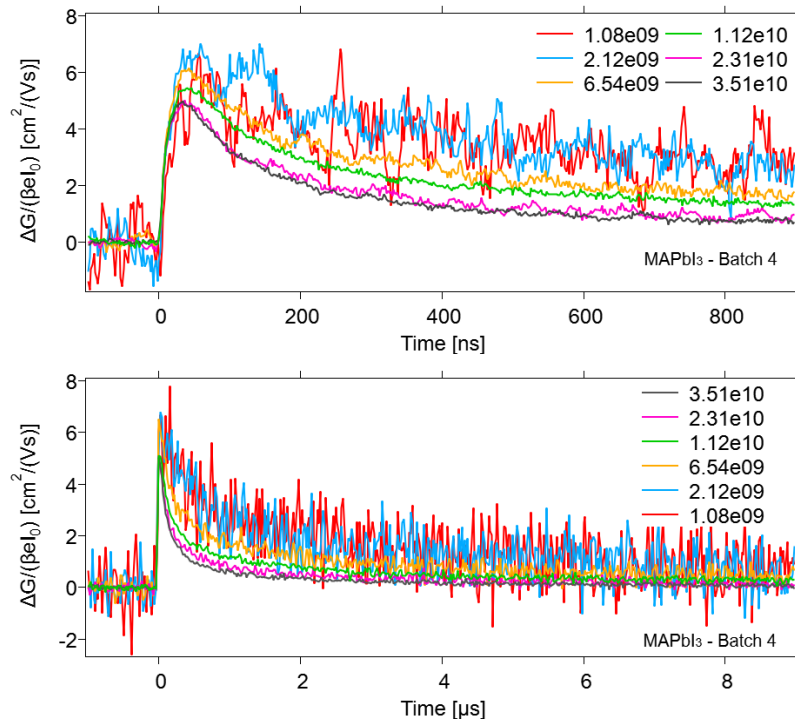 8
6
4
2
0
ΔG/(βeI₀) [cm²/(Vs)]
1.08e09 1.12e10
2.12e09 2.31e10
6.54e09 3.51e10
MAPbI₃ - Batch 4
0 200 400 600 800
Time [ns]
8
6
4
2
0
-2
ΔG/(βeI₀) [cm²/(Vs)]
3.51e10
2.31e10
1.12e10
6.54e09
2.12e09
1.08e09
MAPbI₃ - Batch 4
0 2 4 6 8
Time [µs]